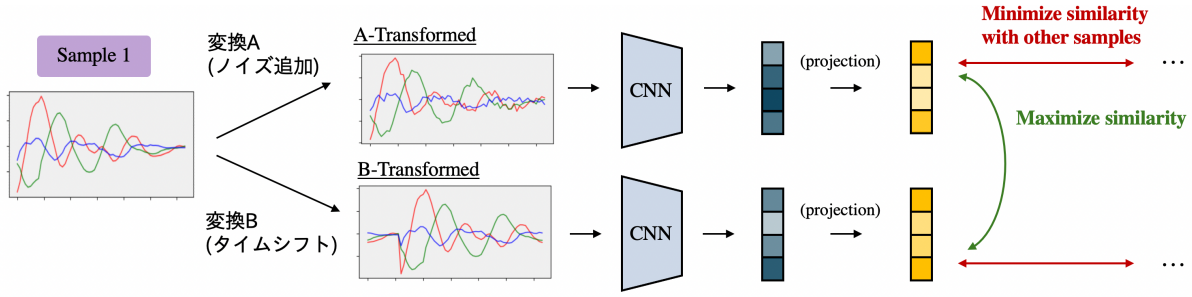 Sample 1
変換A
(ノイズ追加)
変換B
(タイムシフト)
A-Transformed
B-Transformed
CNN
(projection)
CNN
(projection)
Minimize similarity
with other samples
...
Maximize similarity
...